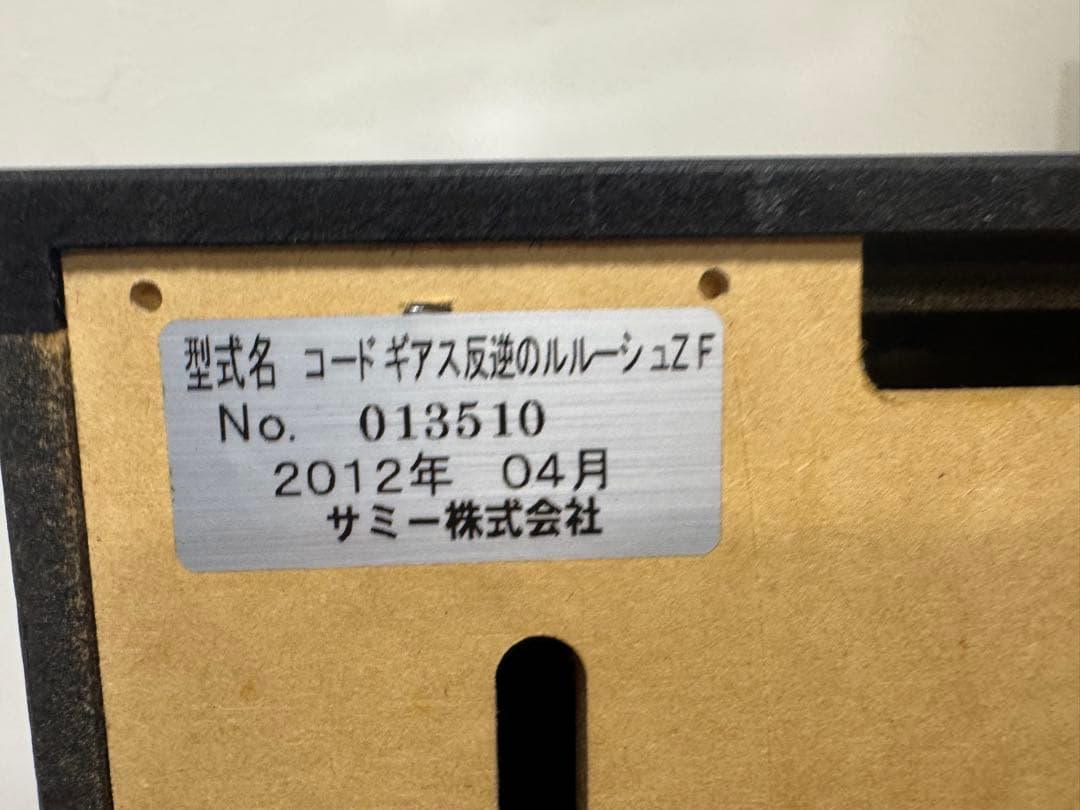 型式名 コードギアス反逆のルルーシュZF
No. 013510
2012年 04月
サミー株式会社